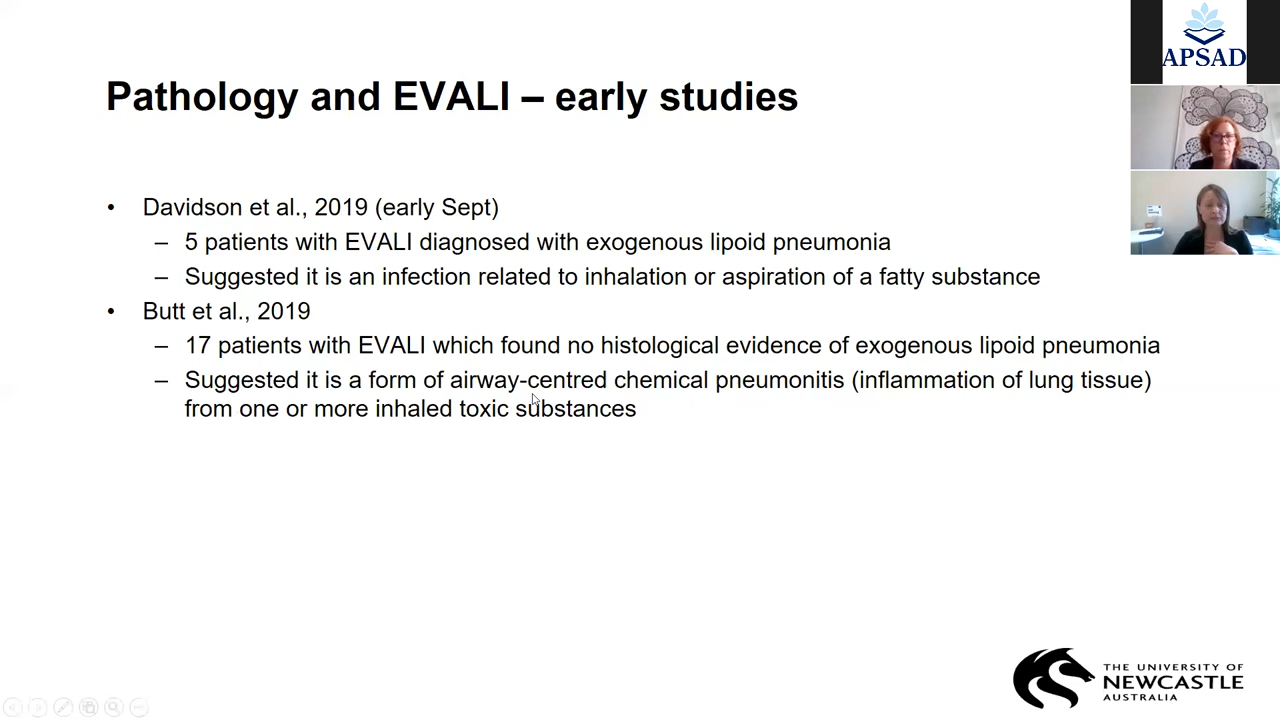 APSAD
Pathology and EVALI – early studies
• Davidson et al., 2019 (early Sept)
– 5 patients with EVALI diagnosed with exogenous lipoid pneumonia
– Suggested it is an infection related to inhalation or aspiration of a fatty substance
• Butt et al., 2019
– 17 patients with EVALI which found no histological evidence of exogenous lipoid pneumonia
– Suggested it is a form of airway-centred chemical pneumonitis (inflammation of lung tissue)
from one or more inhaled toxic substances
THE UNIVERSITY OF
NEWCASTLE
AUSTRALIA